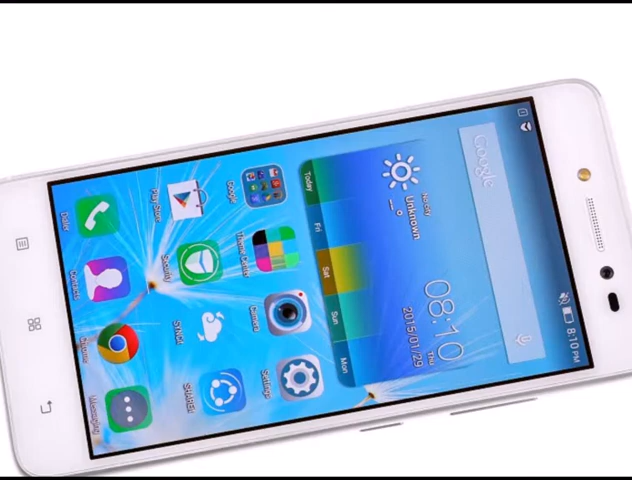 8:10 PM
Google
08:10
Thu
2015/01/29
No city
Unknown
Today
Fri
Sat
Sun
Mon
Google
Theme Center
Camera
Settings
Play Store
Security
SYNCit
SHAREit
Dialer
Contacts
Chrome
Messaging